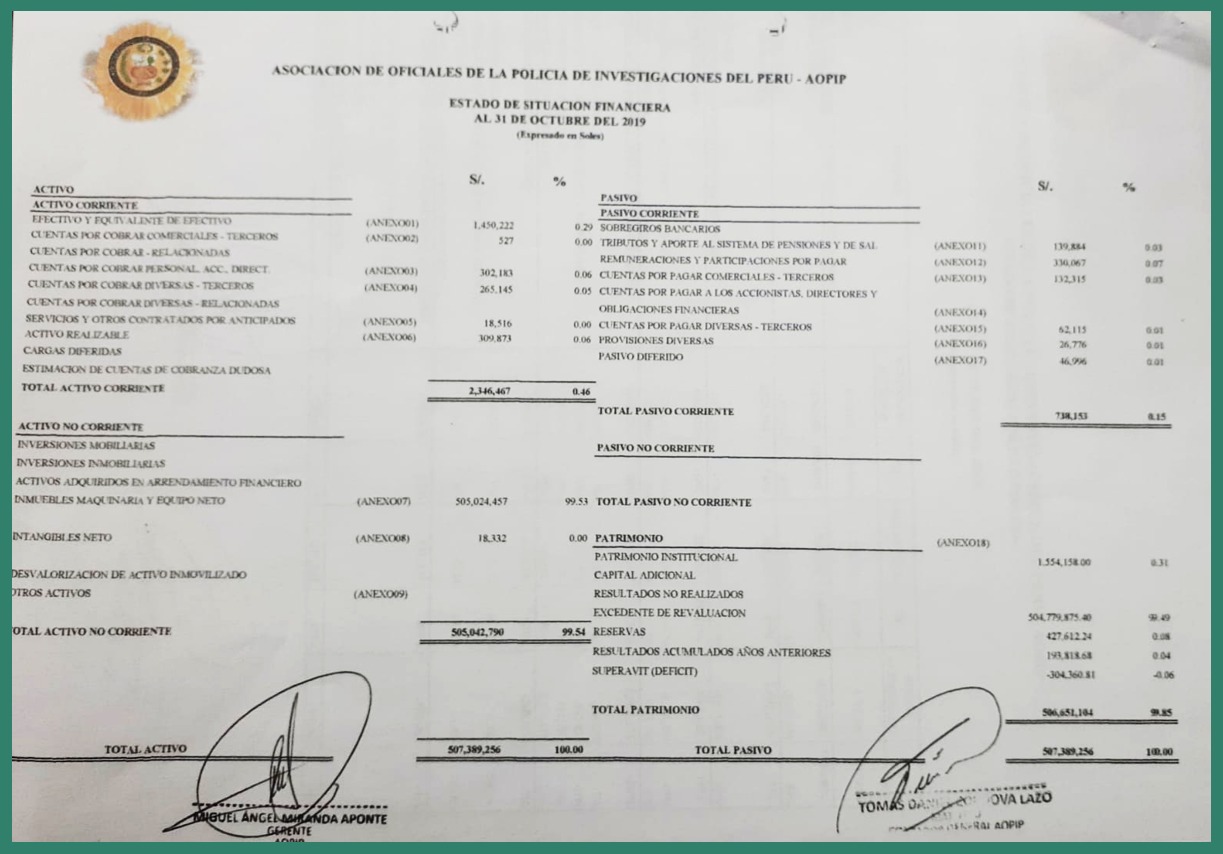 ASOCIACION DE OFICIALES DE LA POLICIA DE INVESTIGACIONES DEL PERU - AOPIP
ESTADO DE SITUACION FINANCIERA
AL 31 DE OCTUBRE DEL 2019
(Expresado en Soles)
S/. %
ACTIVO
ACTIVO CORRIENTE
EFECTIVO Y EQUIVALINTE DE EFECTIVO (ANEXO01) 1,450,222 0.29
CUENTAS POR COBRAR COMERCIALES - TERCEROS (ANEXO02) 527 0.00
CUENTAS POR COBRAR - RELACIONADAS
CUENTAS POR COBRAR PERSONAL, ACC, DIRECT. (ANEXO03) 302,183 0.06
CUENTAS POR COBRAR DIVERSAS - TERCEROS (ANEXO04) 265,145 0.05
CUENTAS POR COBRAR DIVERSAS - RELACIONADAS
SERVICIOS Y OTROS CONTRATADOS POR ANTICIPADOS (ANEXO05) 18,516 0.00
ACTIVO REALIZABLE (ANEXO06) 309,873 0.06
CARGAS DIFERIDAS
ESTIMACION DE CUENTAS DE COBRANZA DUDOSA
TOTAL ACTIVO CORRIENTE 2,346,467 0.46
ACTIVO NO CORRIENTE
INVERSIONES MOBILIARIAS
INVERSIONES INMOBILIARIAS
ACTIVOS ADQUIRIDOS EN ARRENDAMIENTO FINANCIERO
INMUEBLES MAQUINARIA Y EQUIPO NETO (ANEXO07) 505,024,457 99.53
INTANGIBLES NETO (ANEXO08) 18,332 0.00
DESVALORIZACION DE ACTIVO INMOVILIZADO
OTROS ACTIVOS (ANEXO09)
TOTAL ACTIVO NO CORRIENTE 505,042,790 99.54
TOTAL ACTIVO 507,389,256 100.00
S/. %
PASIVO
PASIVO CORRIENTE
SOBREGIROS BANCARIOS
TRIBUTOS Y APORTE AL SISTEMA DE PENSIONES Y DE SAL (ANEXO11) 139,884 0.03
REMUNERACIONES Y PARTICIPACIONES POR PAGAR (ANEXO12) 330,067 0.07
CUENTAS POR PAGAR COMERCIALES - TERCEROS (ANEXO13) 132,315 0.03
CUENTAS POR PAGAR A LOS ACCIONISTAS, DIRECTORES Y
OBLIGACIONES FINANCIERAS (ANEXO14)
CUENTAS POR PAGAR DIVERSAS - TERCEROS (ANEXO15) 62,115 0.01
PROVISIONES DIVERSAS (ANEXO16) 26,776 0.01
PASIVO DIFERIDO (ANEXO17) 46,996 0.01
TOTAL PASIVO CORRIENTE 738,153 0.15
PASIVO NO CORRIENTE
TOTAL PASIVO NO CORRIENTE
PATRIMONIO (ANEXO18)
PATRIMONIO INSTITUCIONAL 1,554,158.00 0.31
CAPITAL ADICIONAL
RESULTADOS NO REALIZADOS
EXCEDENTE DE REVALUACION 504,779,875.40 99.49
RESERVAS 427,612.24 0.08
RESULTADOS ACUMULADOS AÑOS ANTERIORES 193,818.68 0.04
SUPERAVIT (DEFICIT) -304,360.81 -0.06
TOTAL PATRIMONIO 506,651,104 99.85
TOTAL PASIVO 507,389,256 100.00
MIGUEL ANGEL MIRANDA APONTE
GERENTE
AOPIP
TOMAS LAZO
AOPIP